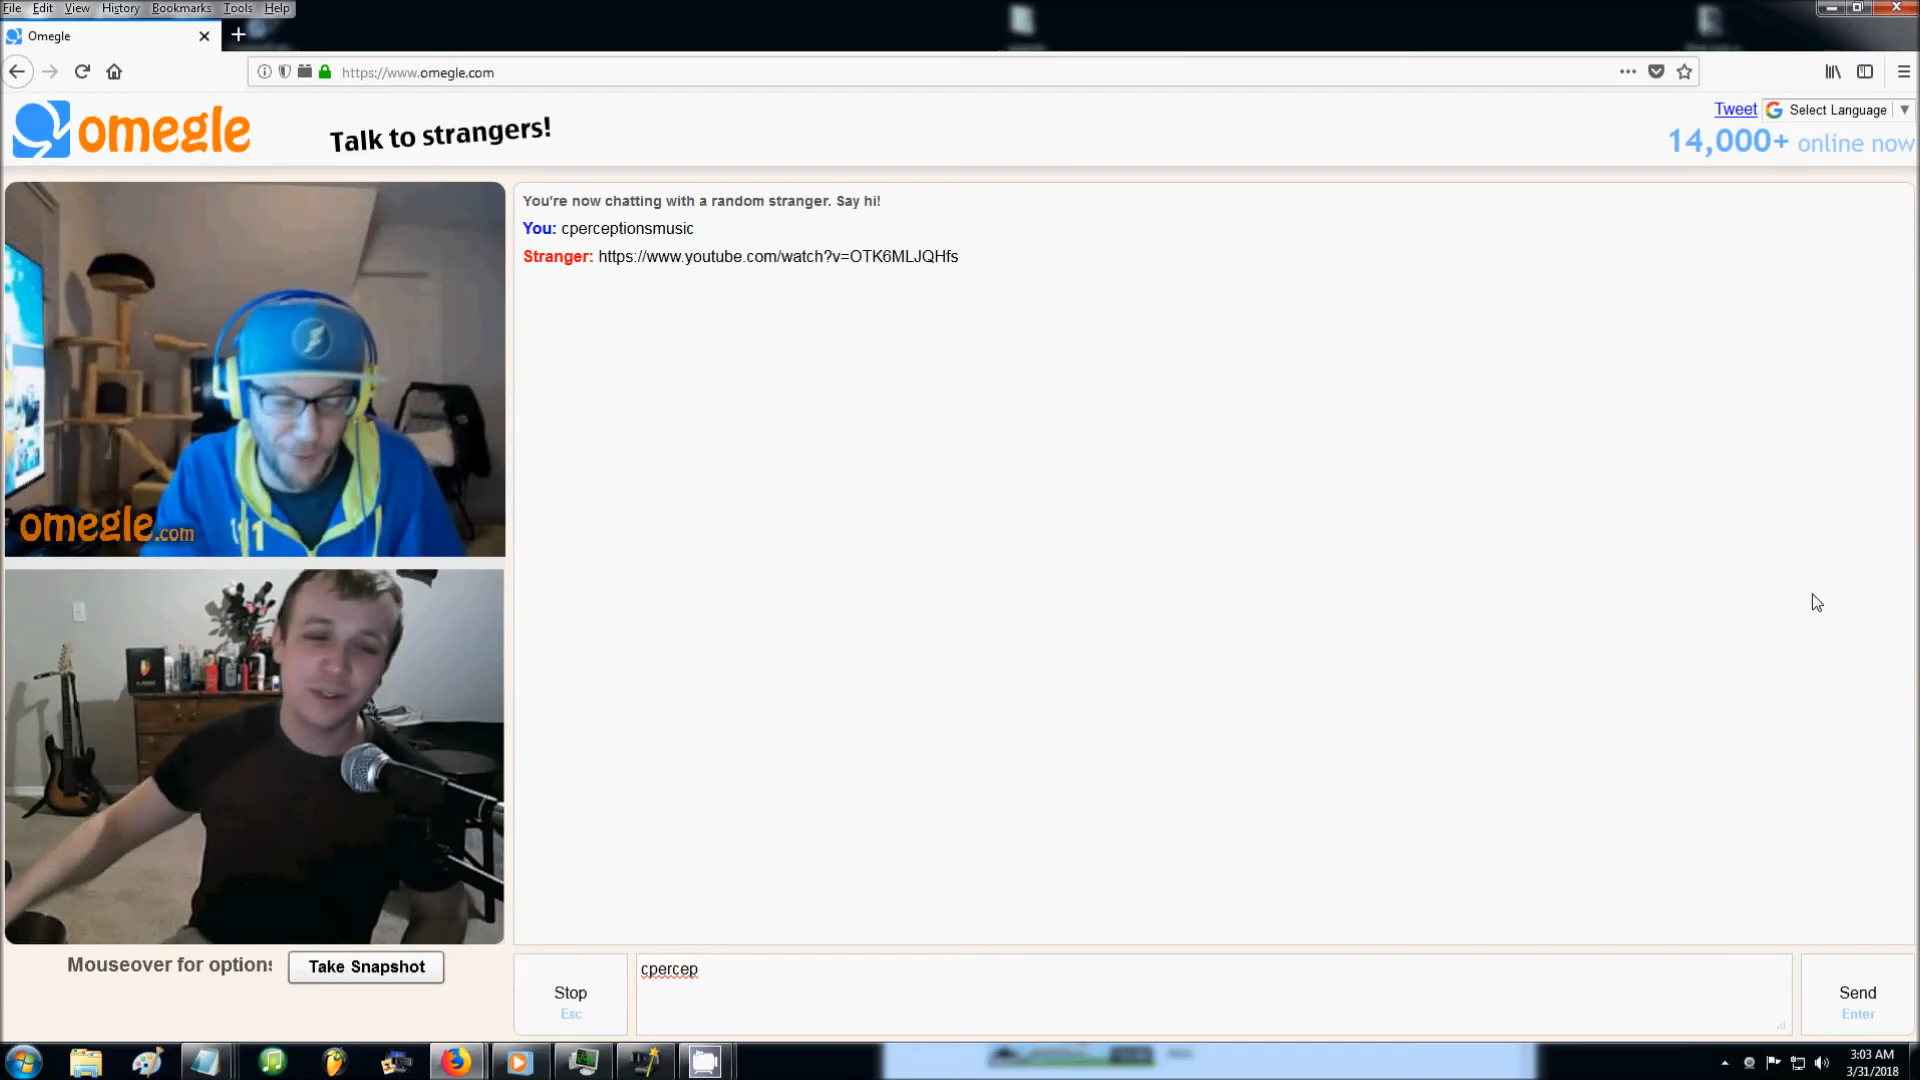 File Edit View History Bookmarks Tools Help
Omegle
https://www.omegle.com
omegle
Talk to strangers!
Tweet
Select Language
14,000+ online now
You're now chatting with a random stranger. Say hi!
You: cperceptionsmusic
Stranger: https://www.youtube.com/watch?v=OTK6MLJQHfs
omegle.com
Mouseover for options
Take Snapshot
Stop
Esc
cpercep
Send
Enter
3:03 AM
3/31/2018